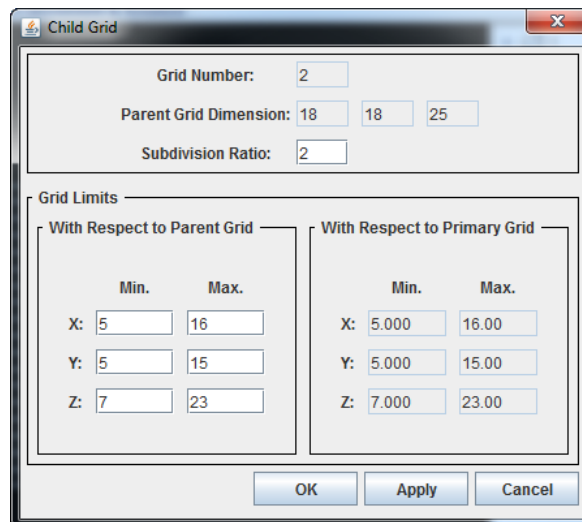 Child Grid
Grid Number: 2
Parent Grid Dimension: 18 18 25
Subdivision Ratio: 2
Grid Limits
With Respect to Parent Grid
Min. Max.
X: 5 16
Y: 5 15
Z: 7 23
With Respect to Primary Grid
Min. Max.
X: 5.000 16.00
Y: 5.000 15.00
Z: 7.000 23.00
OK Apply Cancel